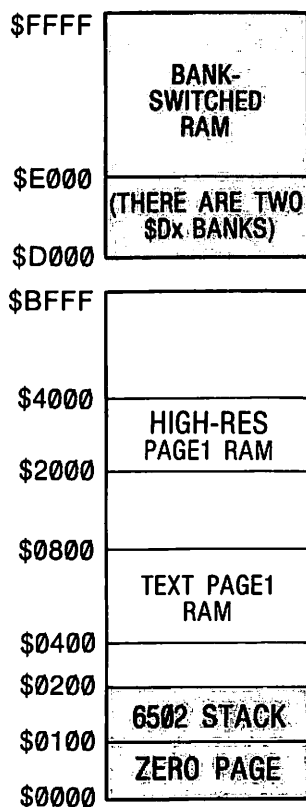 $FFFF
BANK-
SWITCHED
RAM
$E000
(THERE ARE TWO
$Dx BANKS)
$D000
$BFFF
$4000
HIGH-RES
PAGE1 RAM
$2000
$0800
TEXT PAGE1
RAM
$0400
$0200
6502 STACK
$0100
ZERO PAGE
$0000